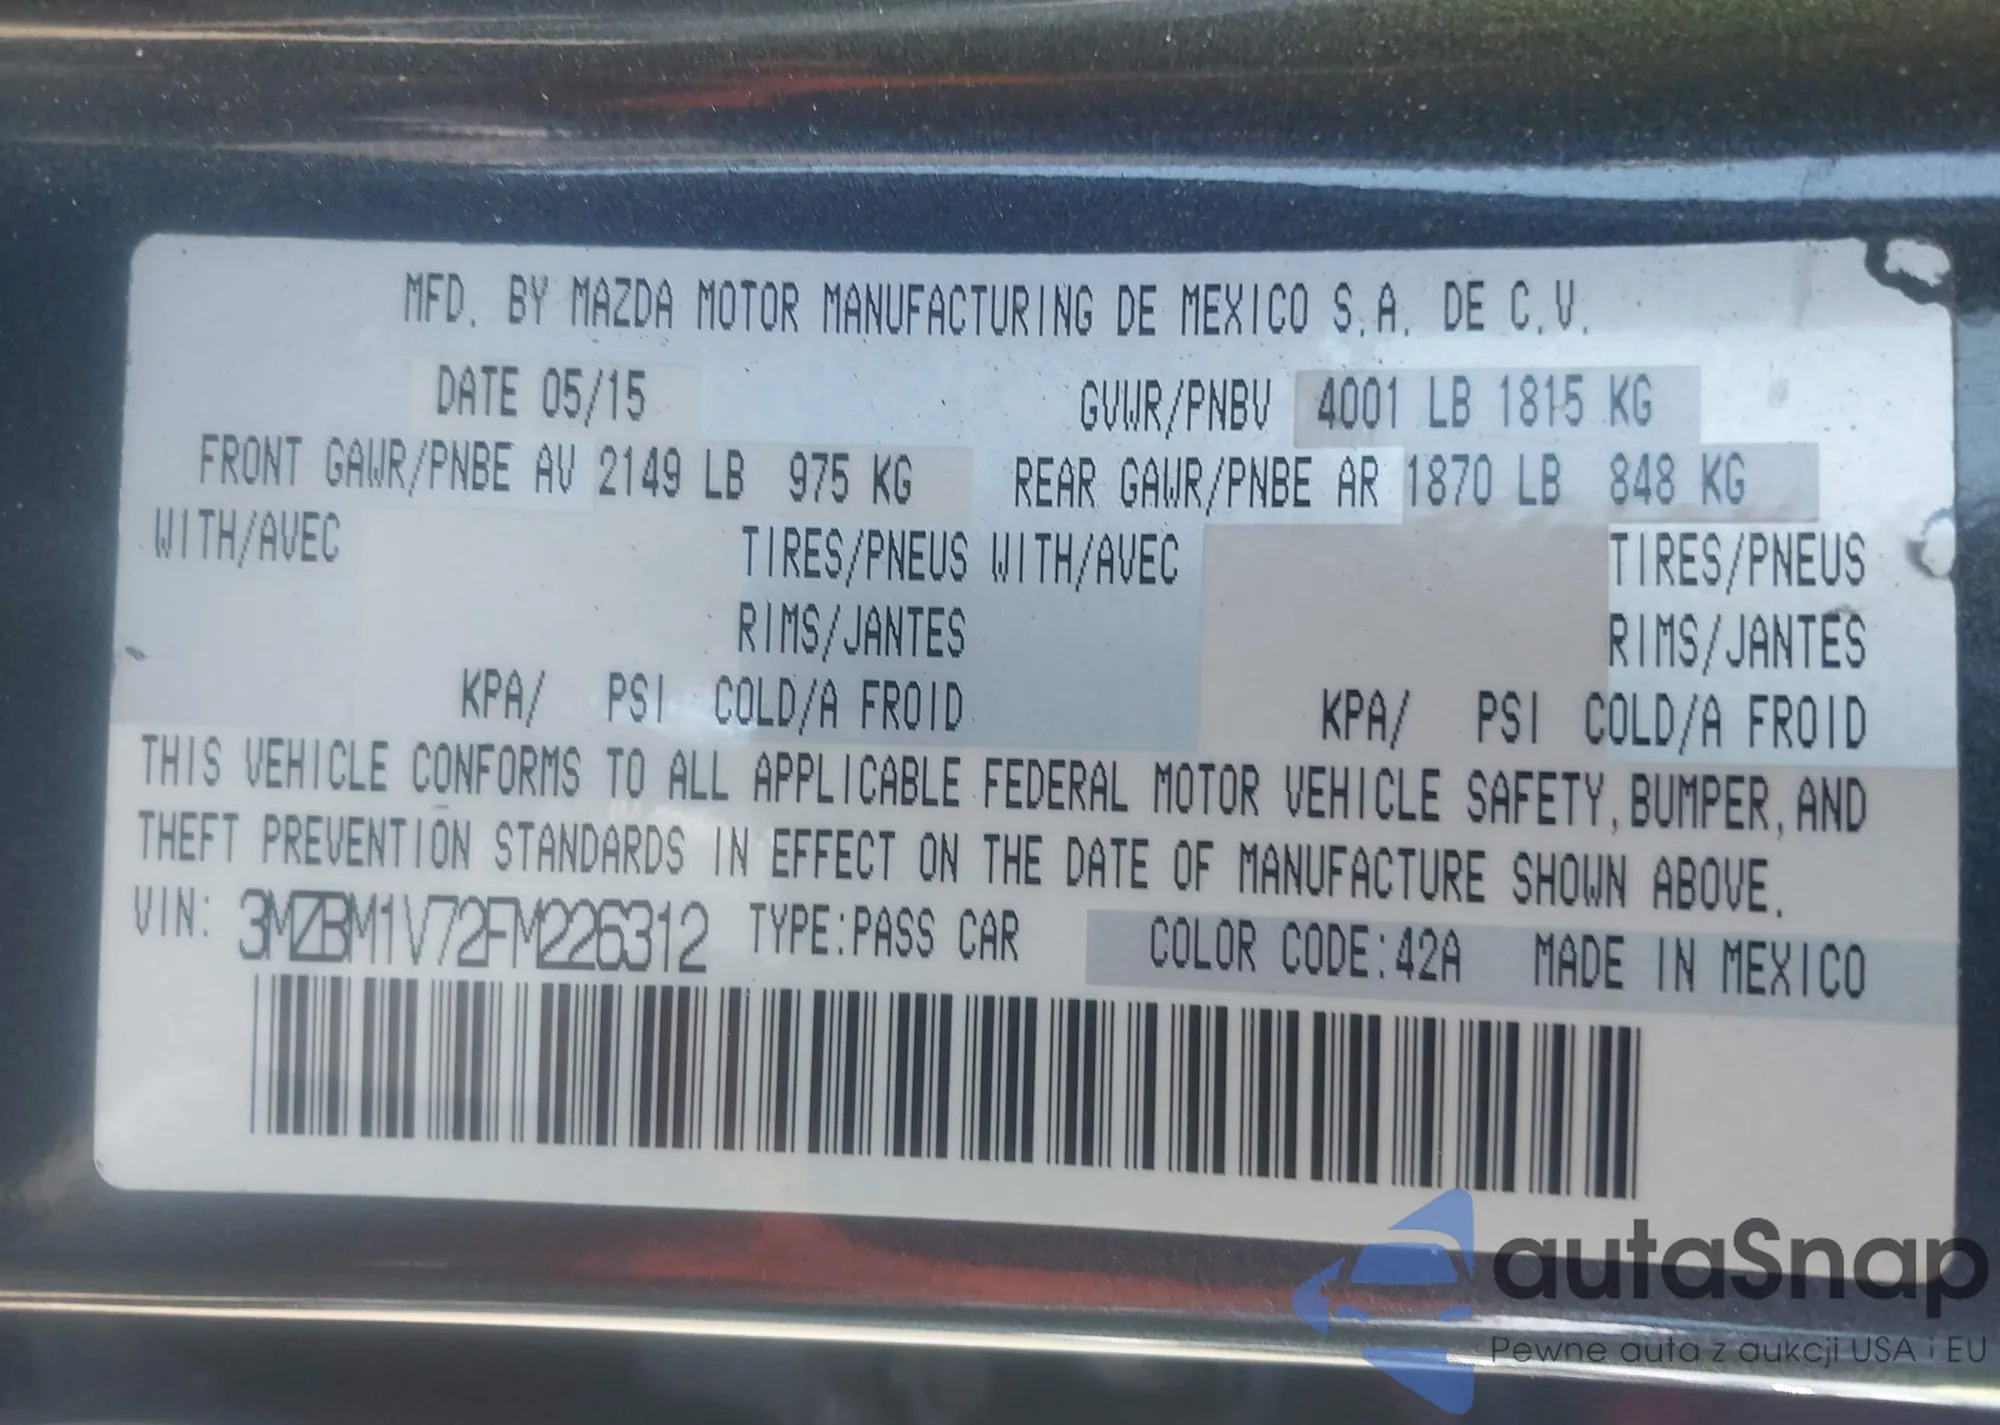 MFD. BY MAZDA MOTOR MANUFACTURING DE MEXICO S.A. DE C.V.
DATE 05/15 GVWR/PNBV 4001 LB 1815 KG
FRONT GAWR/PNBE AV 2149 LB 975 KG REAR GAWR/PNBE AR 1870 LB 848 KG
WITH/AVEC TIRES/PNEUS WITH/AVEC TIRES/PNEUS
RIMS/JANTES RIMS/JANTES
KPA/ PSI COLD/A FROID KPA/ PSI COLD/A FROID
THIS VEHICLE CONFORMS TO ALL APPLICABLE FEDERAL MOTOR VEHICLE SAFETY, BUMPER, AND
THEFT PREVENTION STANDARDS IN EFFECT ON THE DATE OF MANUFACTURE SHOWN ABOVE.
VIN: 3MZBM1V72FM226312 TYPE:PASS CAR COLOR CODE:42A MADE IN MEXICO
autaSnap
Pewne auta z aukcji USA i EU